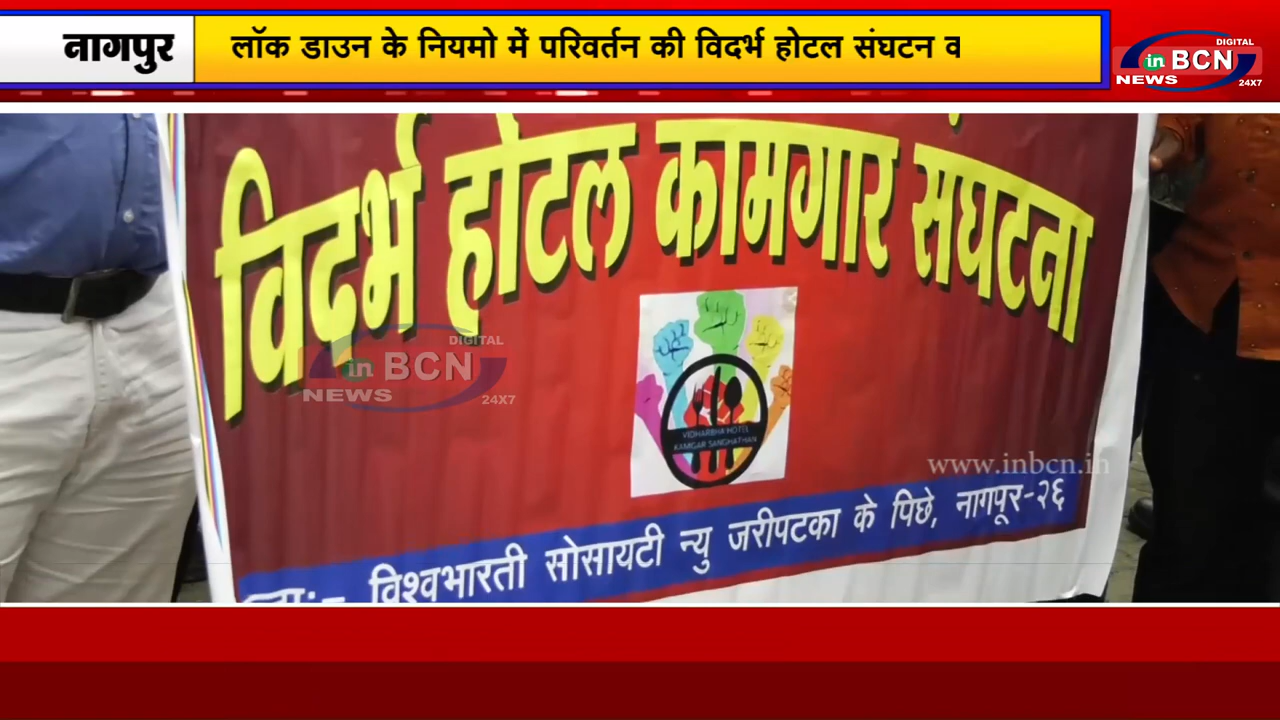 नागपुर
लॉक डाउन के नियमो में परिवर्तन की विदर्भ होटल संघटन व
DIGITAL
in BCN
NEWS
24X7
विदर्भ होटल कामगार संघटना
DIGITAL
in BCN
NEWS
24X7
VIDHARBHA HOTEL
KAMGAR SANGHATHAN
www.inbcn.in
विश्वभारती सोसायटी न्यु जरीपटका के पिछे, नागपूर-२६